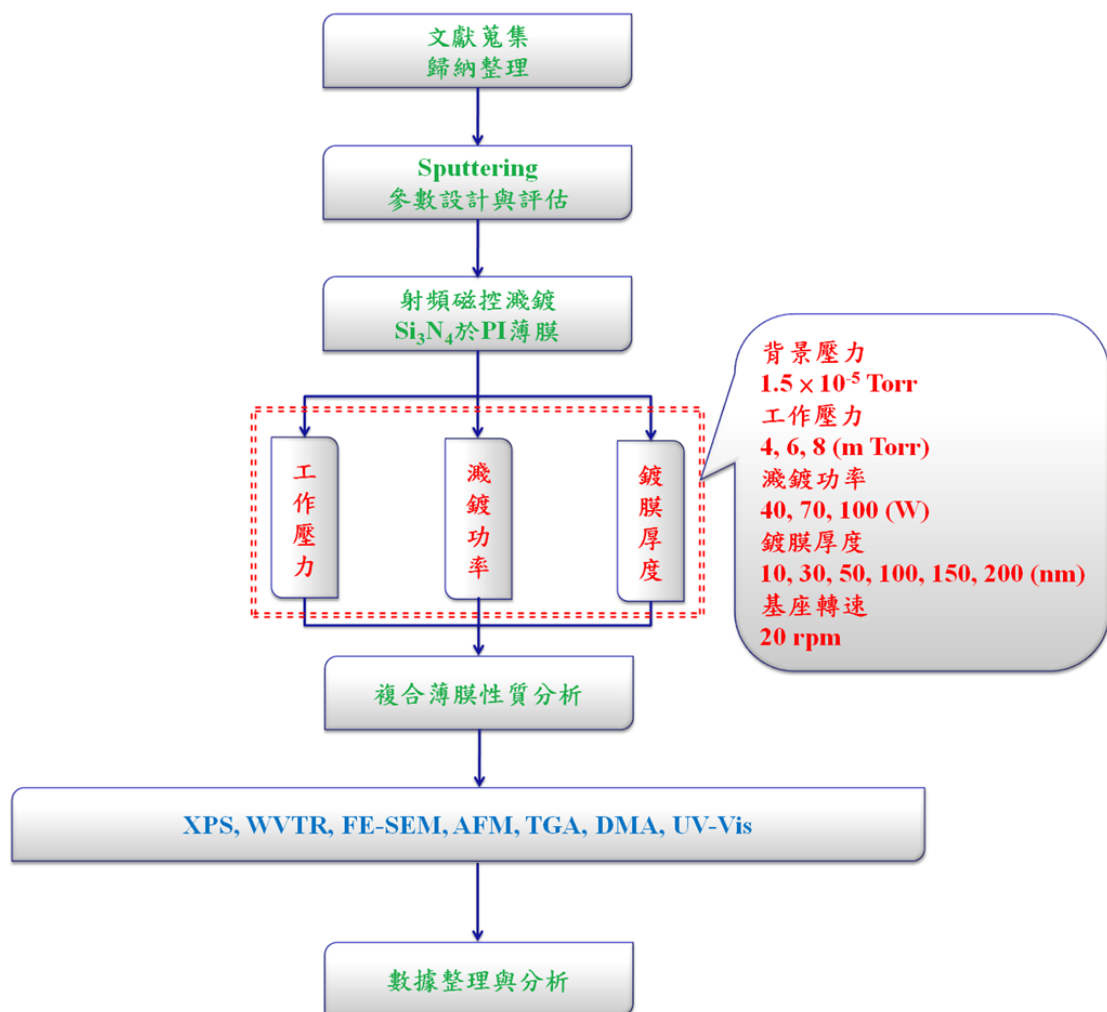 文獻蒐集
歸納整理
Sputtering
參數設計與評估
射頻磁控濺鍍
Si₃N₄於PI薄膜
工作壓力
濺鍍功率
鍍膜厚度
背景壓力
1.5 × 10⁻⁵ Torr
工作壓力
4, 6, 8 (m Torr)
濺鍍功率
40, 70, 100 (W)
鍍膜厚度
10, 30, 50, 100, 150, 200 (nm)
基座轉速
20 rpm
複合薄膜性質分析
XPS, WVTR, FE-SEM, AFM, TGA, DMA, UV-Vis
數據整理與分析